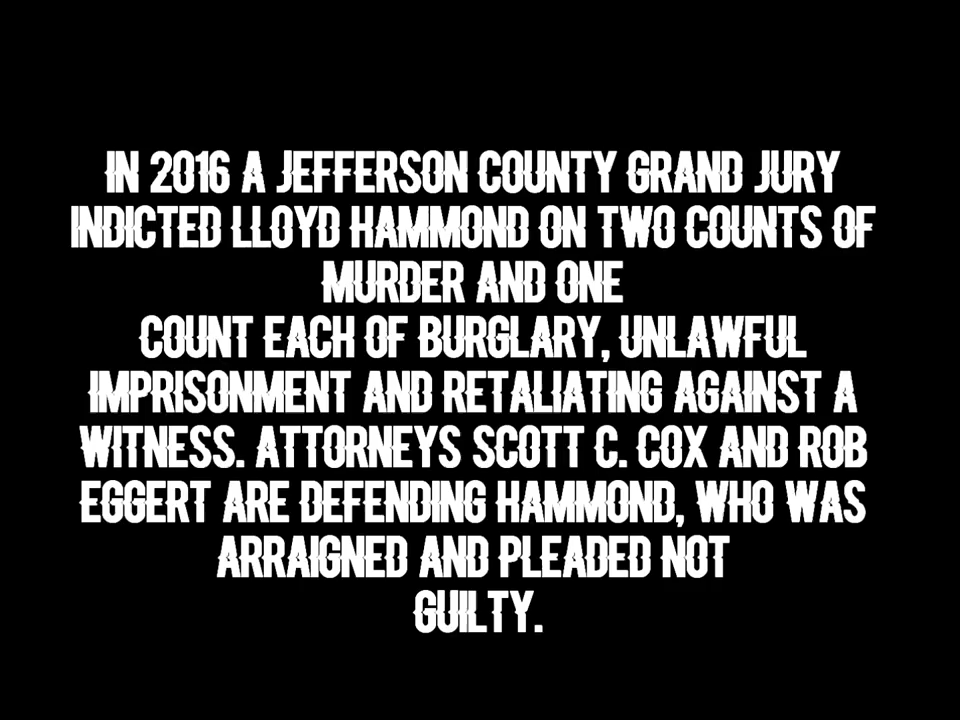 IN 2016 A JEFFERSON COUNTY GRAND JURY
INDICTED LLOYD HAMMOND ON TWO COUNTS OF
MURDER AND ONE
COUNT EACH OF BURGLARY, UNLAWFUL
IMPRISONMENT AND RETALIATING AGAINST A
WITNESS. ATTORNEYS SCOTT C. COX AND ROB
EGGERT ARE DEFENDING HAMMOND, WHO WAS
ARRAIGNED AND PLEADED NOT
GUILTY.